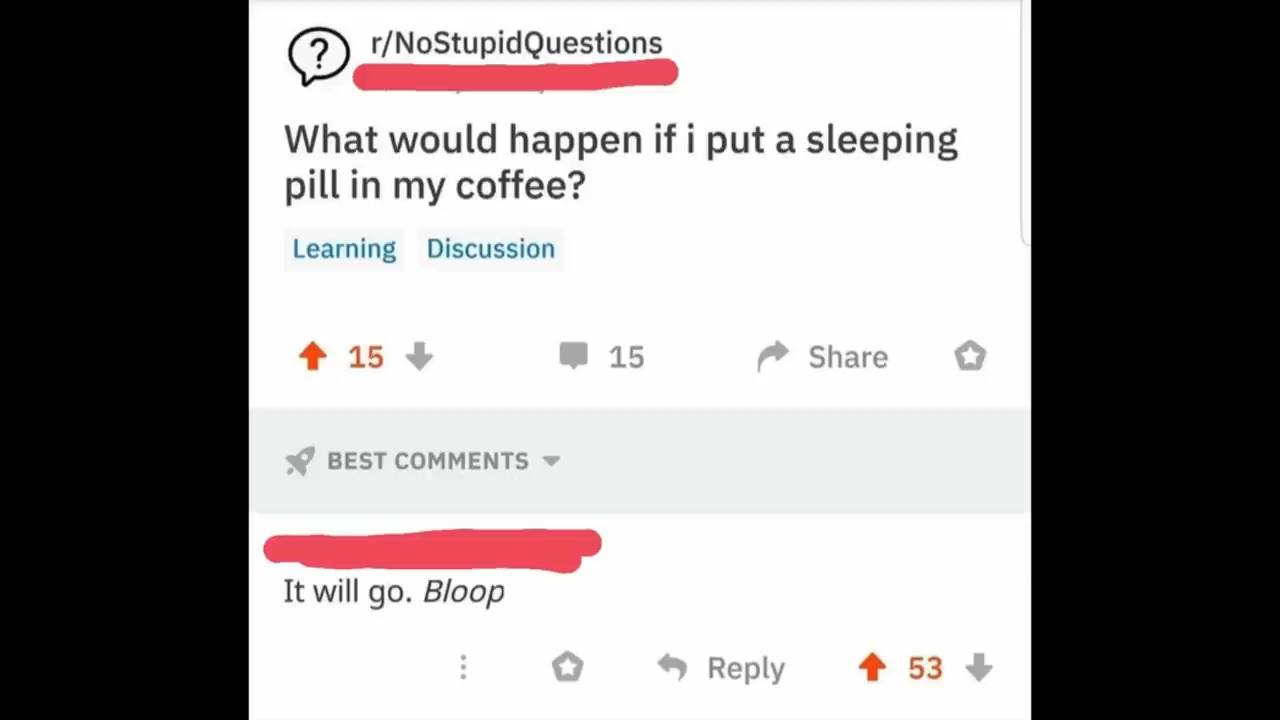 r/NoStupidQuestions
What would happen if i put a sleeping
pill in my coffee?
Learning Discussion
15 15 Share
BEST COMMENTS
It will go. Bloop
Reply 53